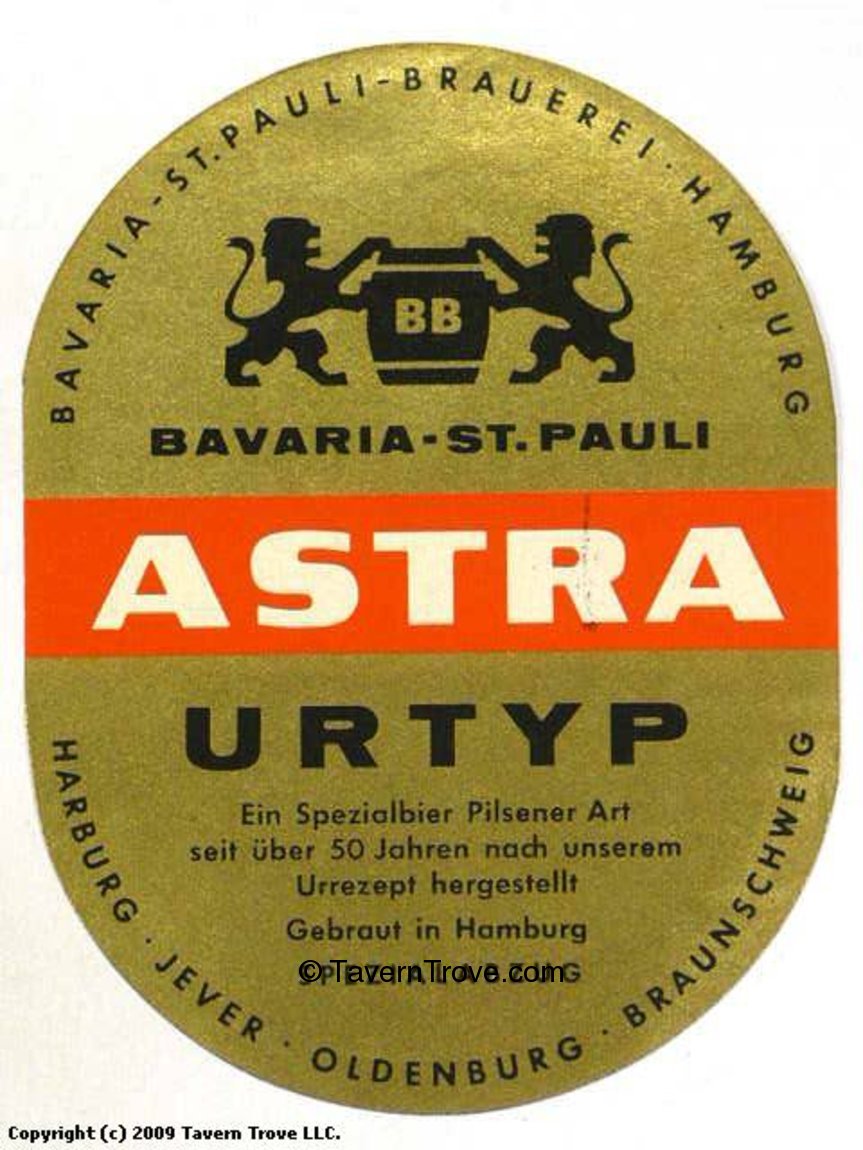 BAVARIA-ST.PAULI-BRAUEREI · HAMBURG
BB
BAVARIA-ST. PAULI
ASTRA
URTYP
Ein Spezialbier Pilsener Art
seit über 50 Jahren nach unserem
Urrezept hergestellt
Gebraut in Hamburg
SPEZIALABZUG
©TavernTrove.com
HARBURG · JEVER · OLDENBURG · BRAUNSCHWEIG
Copyright (c) 2009 Tavern Trove LLC.